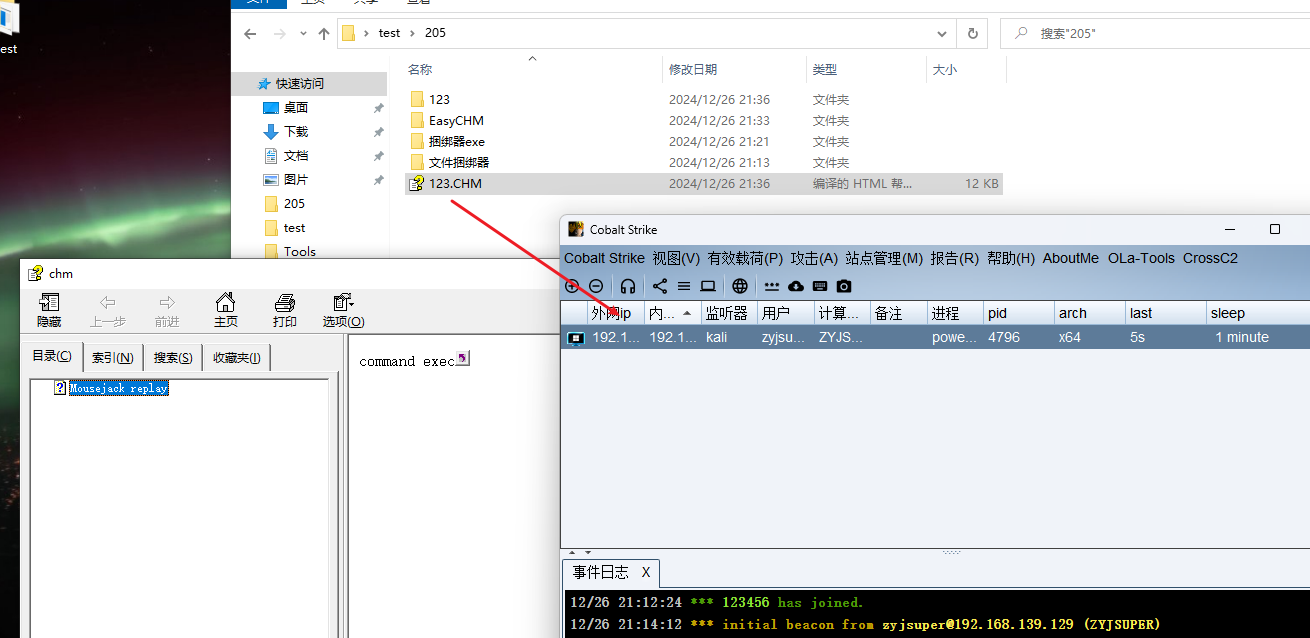 文件 主页 共享 查看
est
test 205
搜索"205"
名称 修改日期 类型 大小
快速访问
桌面
下载
文档
图片
205
test
Tools
123 2024/12/26 21:36 文件夹
EasyCHM 2024/12/26 21:33 文件夹
捆绑器exe 2024/12/26 21:21 文件夹
文件捆绑器 2024/12/26 21:13 文件夹
123.CHM 2024/12/26 21:36 编译的 HTML 帮... 12 KB
chm
隐藏 上一步 前进 主页 打印 选项(O)
目录(C) 索引(N) 搜索(S) 收藏夹(I)
Mousejack replay
command exec
Cobalt Strike
Cobalt Strike 视图(V) 有效载荷(P) 攻击(A) 站点管理(M) 报告(R) 帮助(H) AboutMe OLa-Tools CrossC2
外网ip 内... 监听器 用户 计算... 备注 进程 pid arch last sleep
192.1... 192.1... kali zyjsu... ZYJS... powe... 4796 x64 5s 1 minute
事件日志 X
12/26 21:12:24 *** 123456 has joined.
12/26 21:14:12 *** initial beacon from zyjsuper@192.168.139.129 (ZYJSUPER)